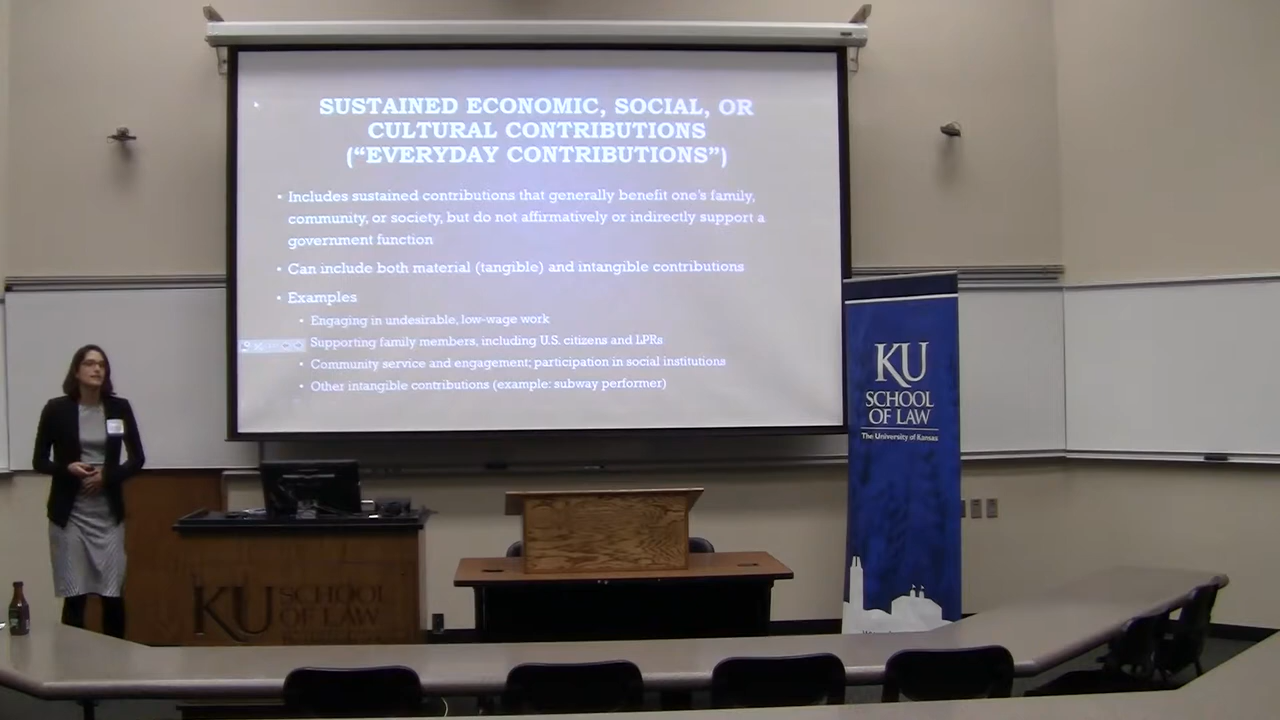 SUSTAINED ECONOMIC, SOCIAL, OR
CULTURAL CONTRIBUTIONS
(“EVERYDAY CONTRIBUTIONS”)
• Includes sustained contributions that generally benefit one's family,
community, or society, but do not affirmatively or indirectly support a
government function
• Can include both material (tangible) and intangible contributions
• Examples
• Engaging in undesirable, low-wage work
• Supporting family members, including U.S. citizens and LPRs
• Community service and engagement; participation in social institutions
• Other intangible contributions (example: subway performer)
KU
SCHOOL
OF LAW
The University of Kansas
KU SCHOOL
OF LAW